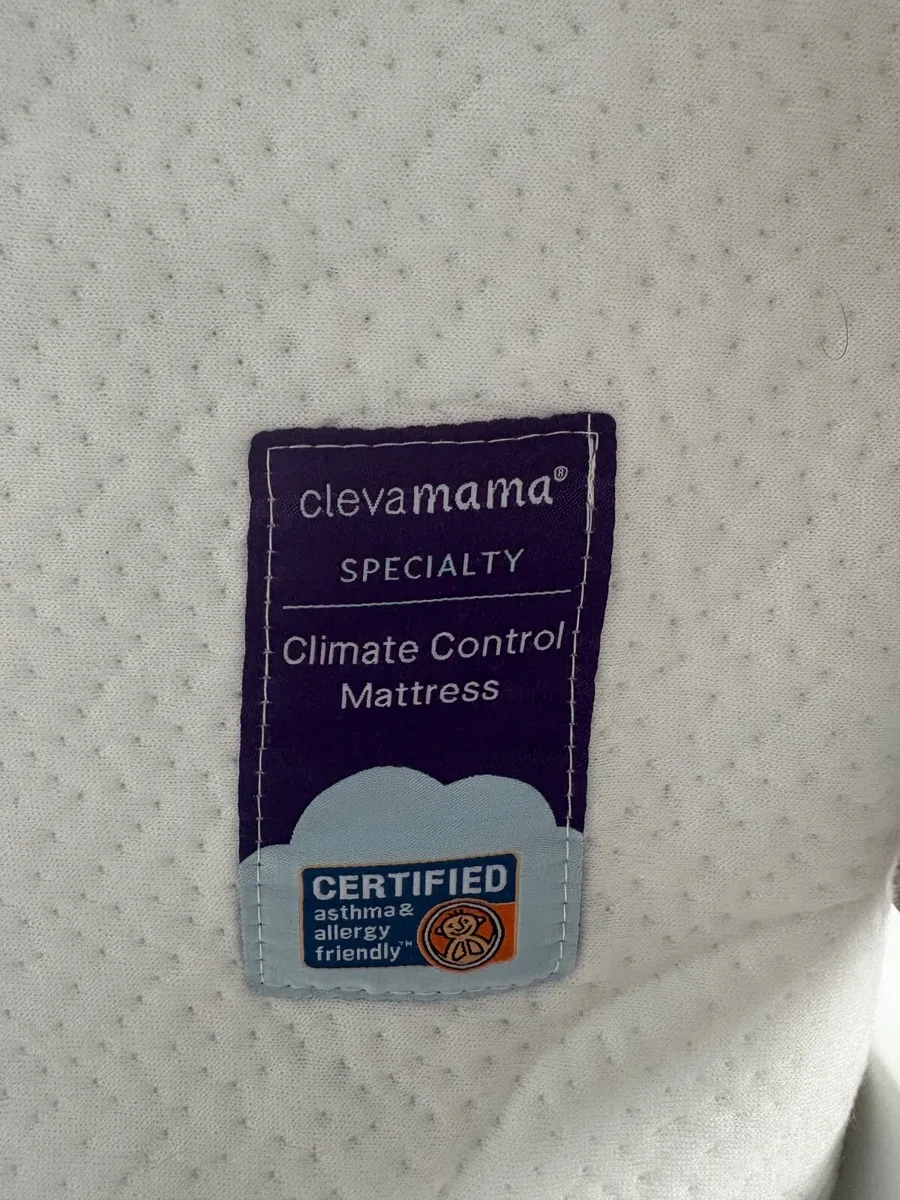 clevamama®
SPECIALTY
Climate Control
Mattress
CERTIFIED
asthma &
allergy
friendly™